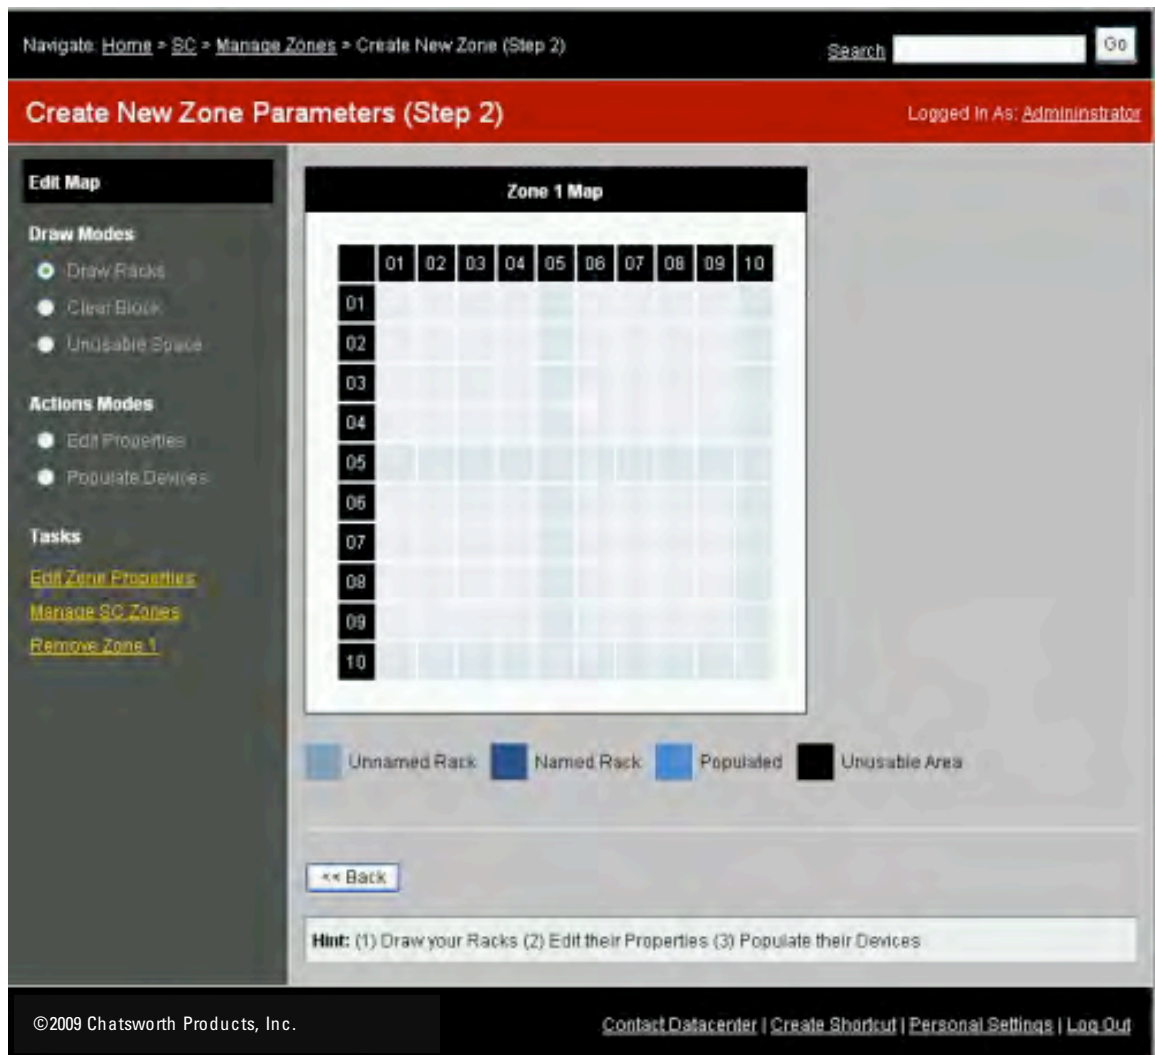 Navigate: Home > SC > Manage Zones > Create New Zone (Step 2)
Search
Go
Create New Zone Parameters (Step 2)
Logged In As: Admininstrator
Edit Map
Draw Modes
Draw Racks
Clear Block
Unusable Space
Actions Modes
Edit Properties
Populate Devices
Tasks
Edit Zone Properties
Manage SC Zones
Remove Zone 1
Zone 1 Map
01 02 03 04 05 06 07 08 09 10
01
02
03
04
05
06
07
08
09
10
Unnamed Rack
Named Rack
Populated
Unusable Area
<< Back
Hint: (1) Draw your Racks (2) Edit their Properties (3) Populate their Devices
©2009 Chatsworth Products, Inc.
Contact Datacenter | Create Shortcut | Personal Settings | Log Out